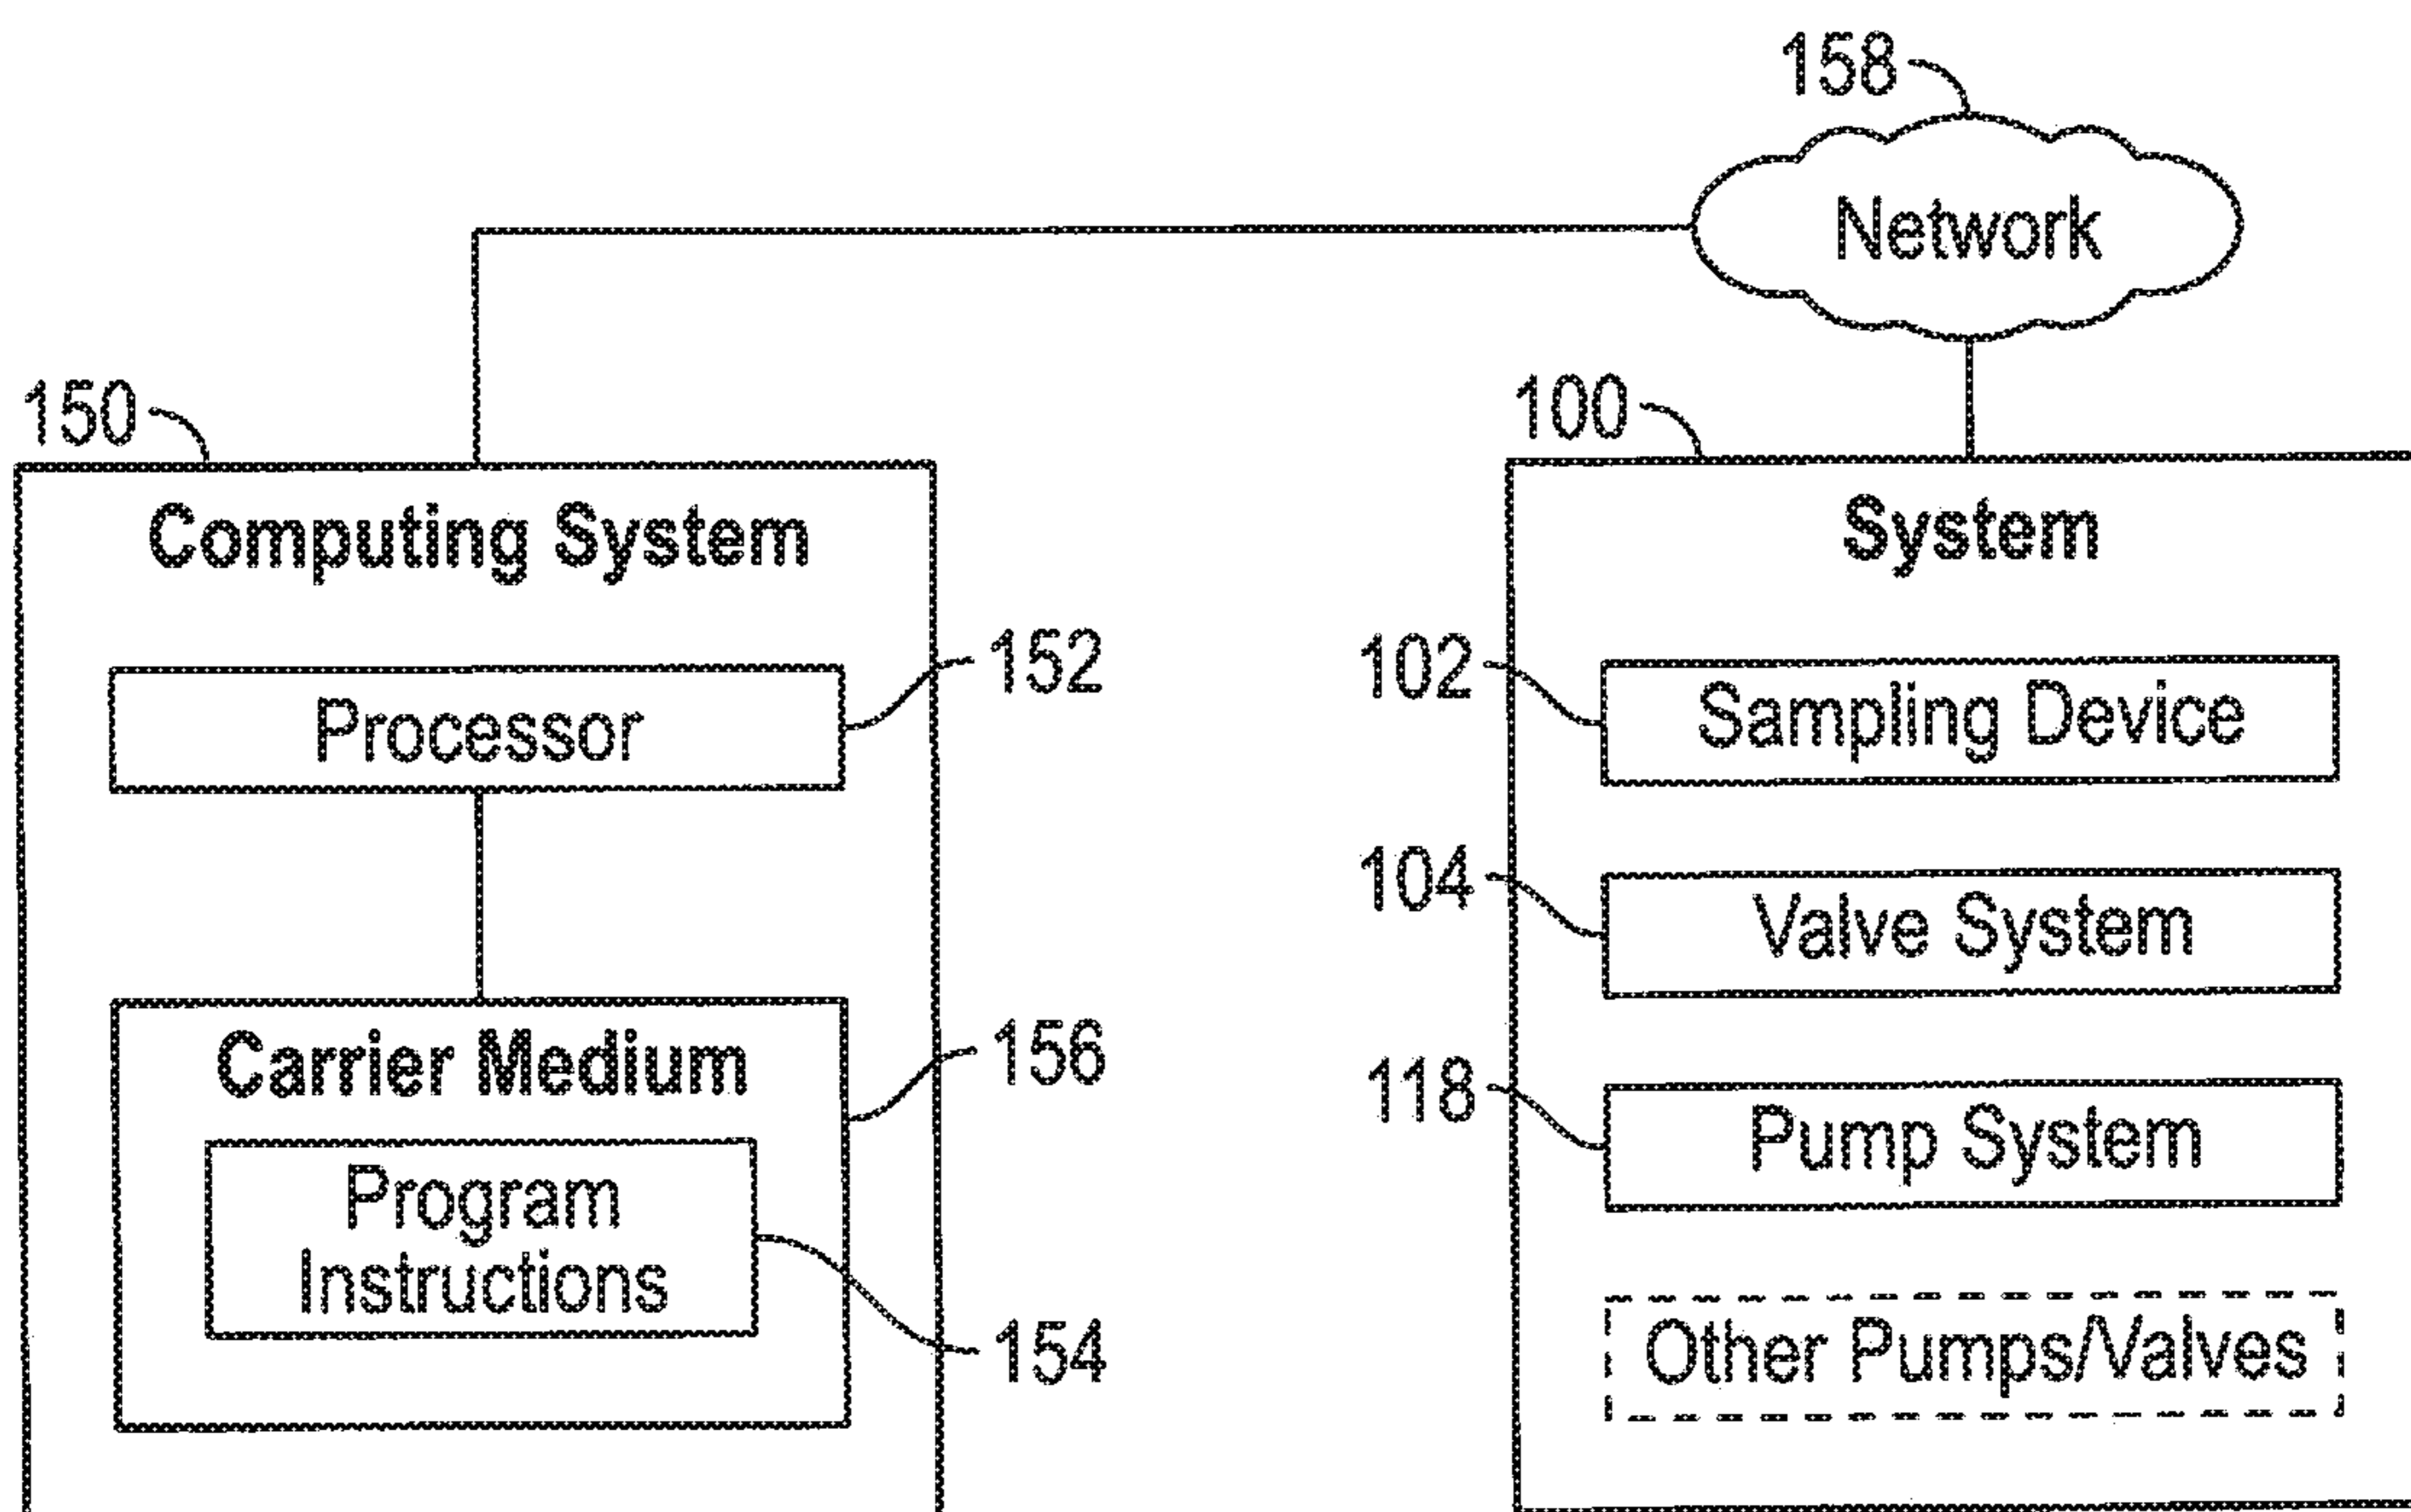 158
Network
150
100
Computing System
System
152
Processor
102
Sampling Device
104
Valve System
Carrier Medium
156
118
Pump System
Program
Instructions
154
Other Pumps/Valves